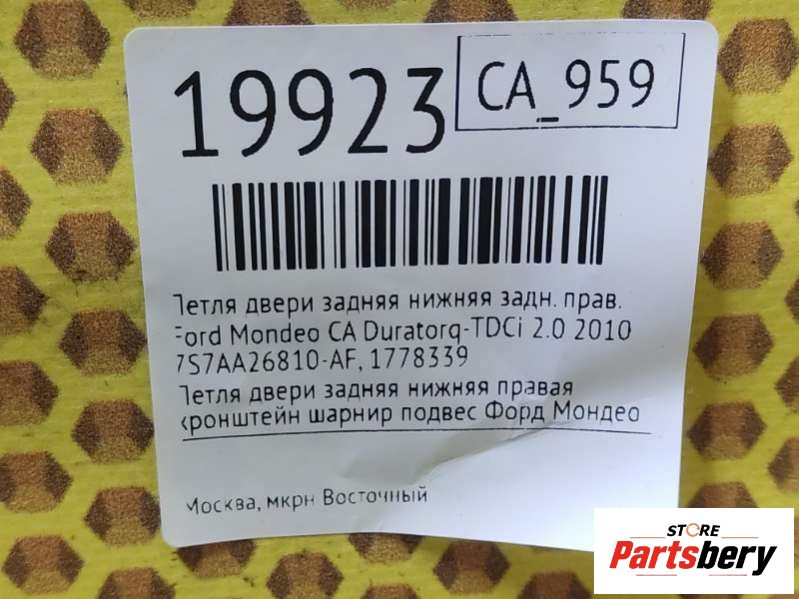 19923
CA_959
Петля двери задняя нижняя задн. прав.
Ford Mondeo CA Duratorq-TDCi 2.0 2010
7S7AA26810-AF, 1778339
Петля двери задняя нижняя правая
кронштейн шарнир подвес Форд Мондео
Москва, мкрн Восточный
STORE
Partsbery